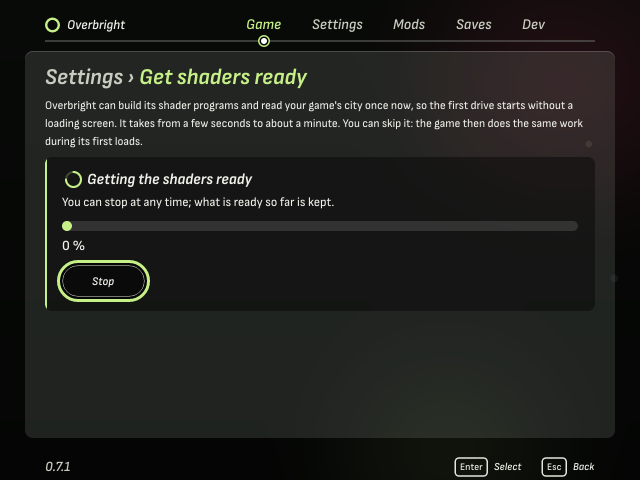 Overbright
Game
Settings
Mods
Saves
Dev
Settings › Get shaders ready
Overbright can build its shader programs and read your game's city once now, so the first drive starts without a
loading screen. It takes from a few seconds to about a minute. You can skip it: the game then does the same work
during its first loads.
Getting the shaders ready
You can stop at any time; what is ready so far is kept.
0 %
Stop
0.7.1
Enter Select
Esc Back